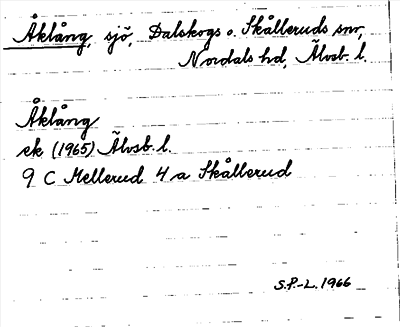 Åklång, sjö, Dalskogs o. Skålleruds snr,
Nordals hd, Älvsb. l.
Åklång
ek (1965) Älvsb. l.
9 C Mellerud 4 a Skållerud
S.P.-L. 1966